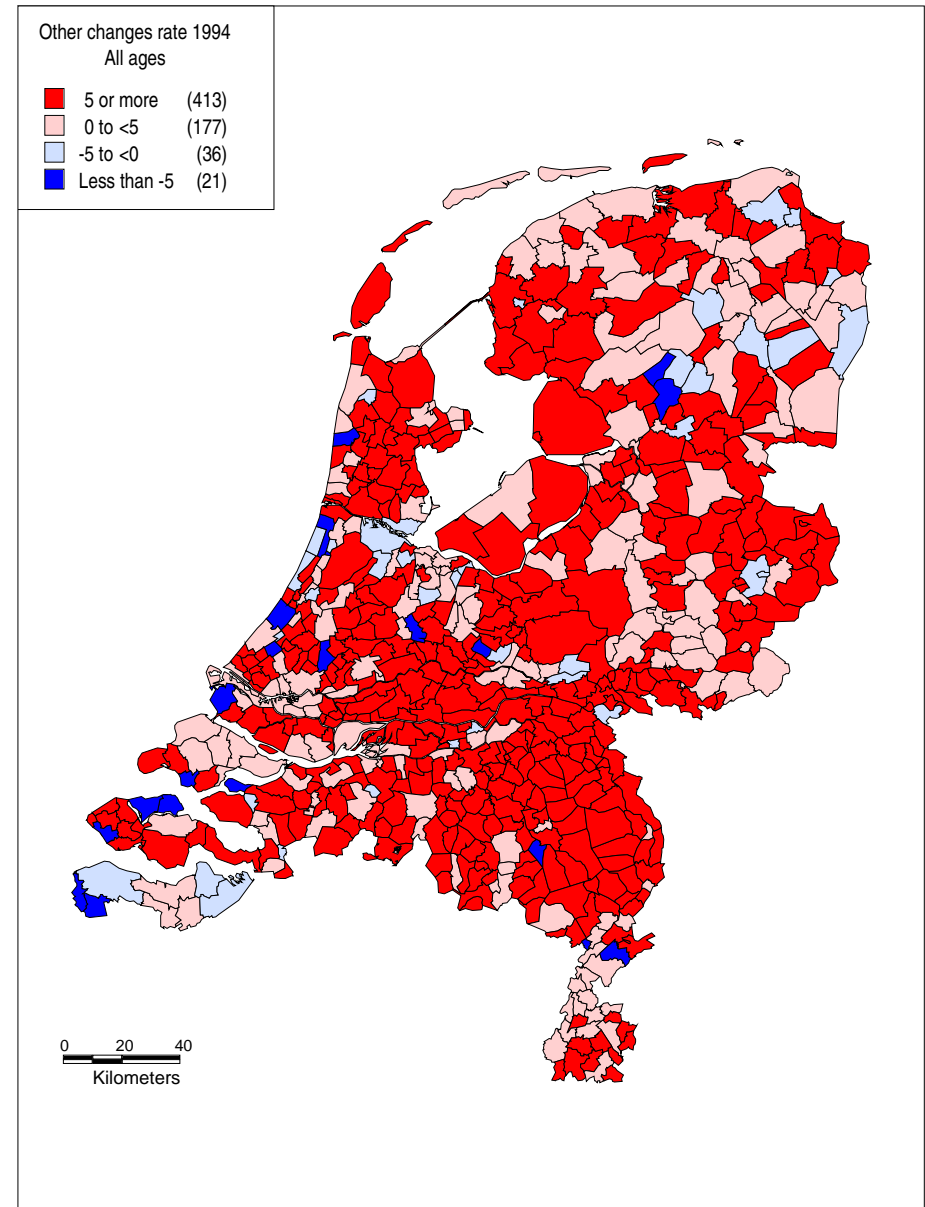 Other changes rate 1994
All ages
5 or more (413)
0 to <5 (177)
-5 to <0 (36)
Less than -5 (21)
0 20 40
Kilometers